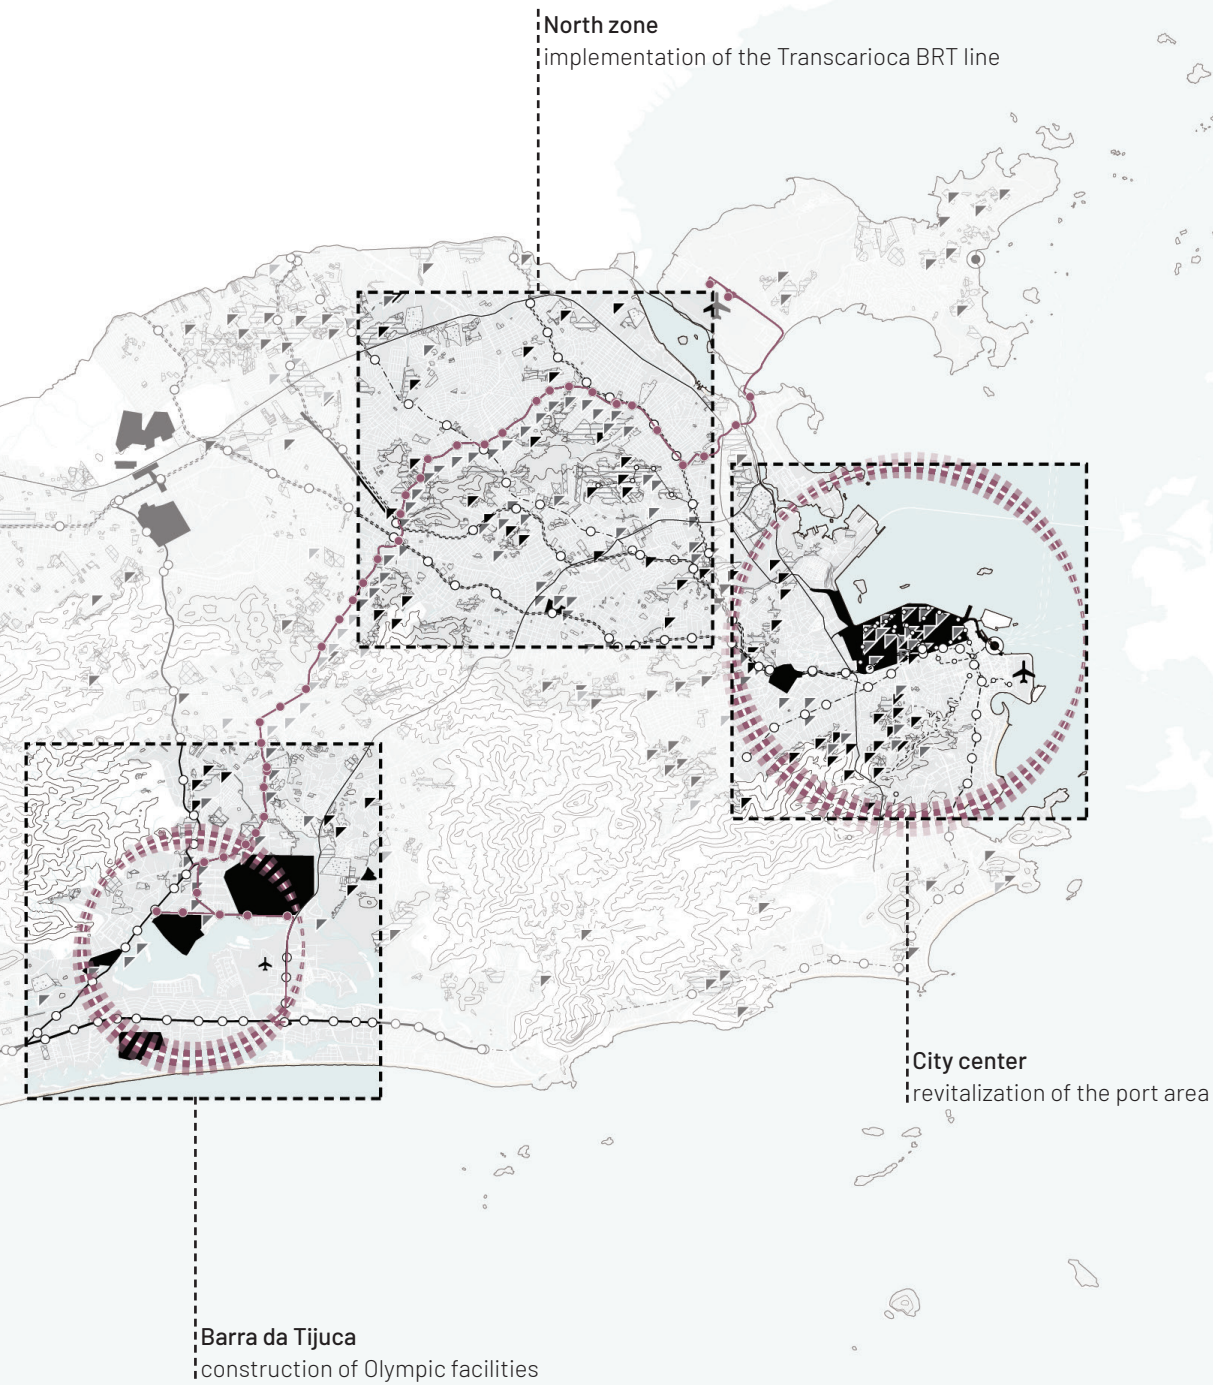 North zone
implementation of the Transcarioca BRT line
City center
revitalization of the port area
Barra da Tijuca
construction of Olympic facilities